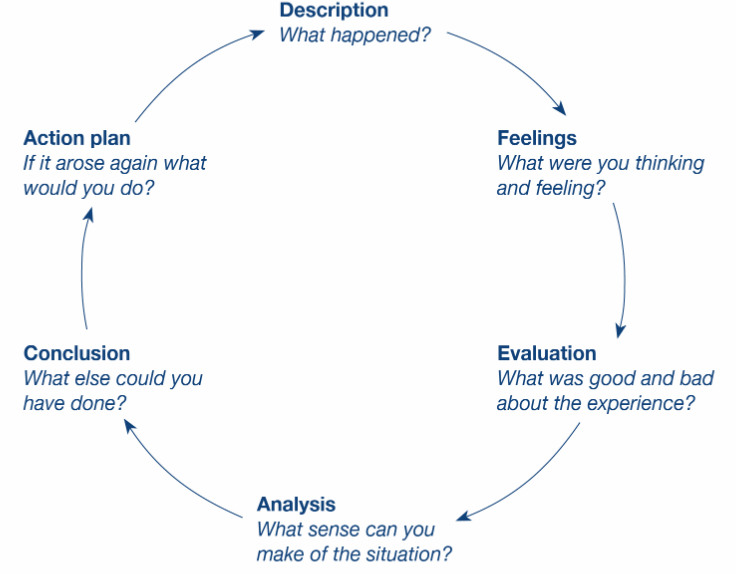 Description
What happened?
Feelings
What were you thinking
and feeling?
Evaluation
What was good and bad
about the experience?
Analysis
What sense can you
make of the situation?
Conclusion
What else could you
have done?
Action plan
If it arose again what
would you do?